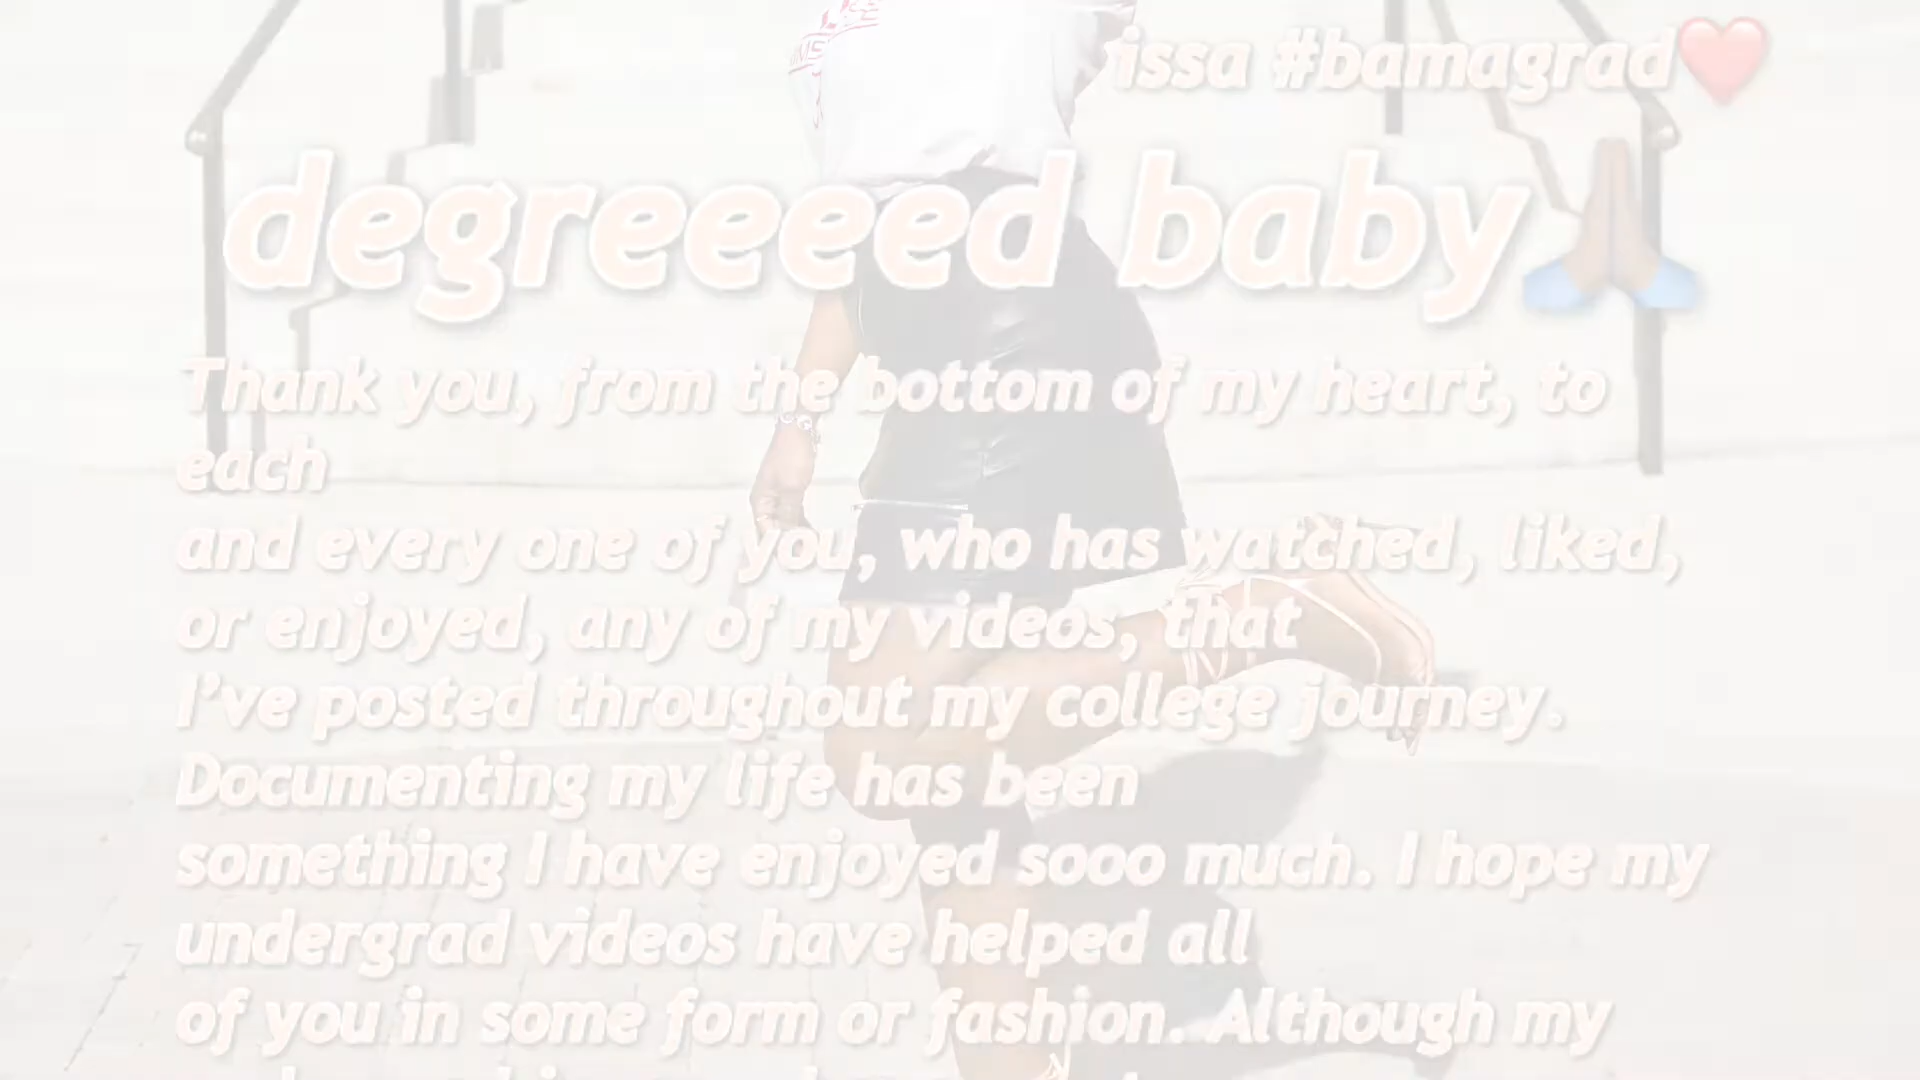 issa #bamagrad❤️
degreeeed baby🙏🏾
Thank you, from the bottom of my heart, to
each
and every one of you, who has watched, liked,
or enjoyed, any of my videos, that
I’ve posted throughout my college journey.
Documenting my life has been
something I have enjoyed sooo much. I hope my
undergrad videos have helped all
of you in some form or fashion. Although my